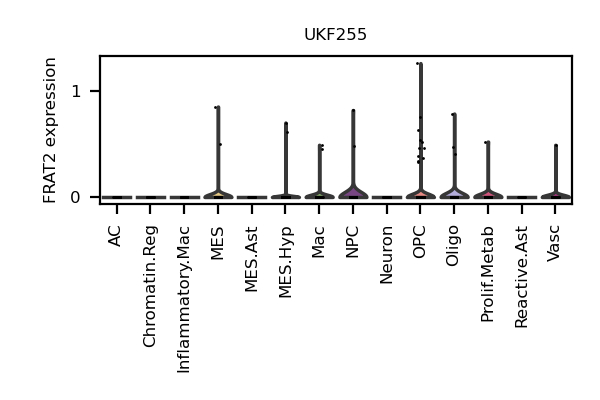 UKF255
FRAT2 expression
1
0
AC
Chromatin.Reg
Inflammatory.Mac
MES
MES.Ast
MES.Hyp
Mac
NPC
Neuron
OPC
Oligo
Prolif.Metab
Reactive.Ast
Vasc